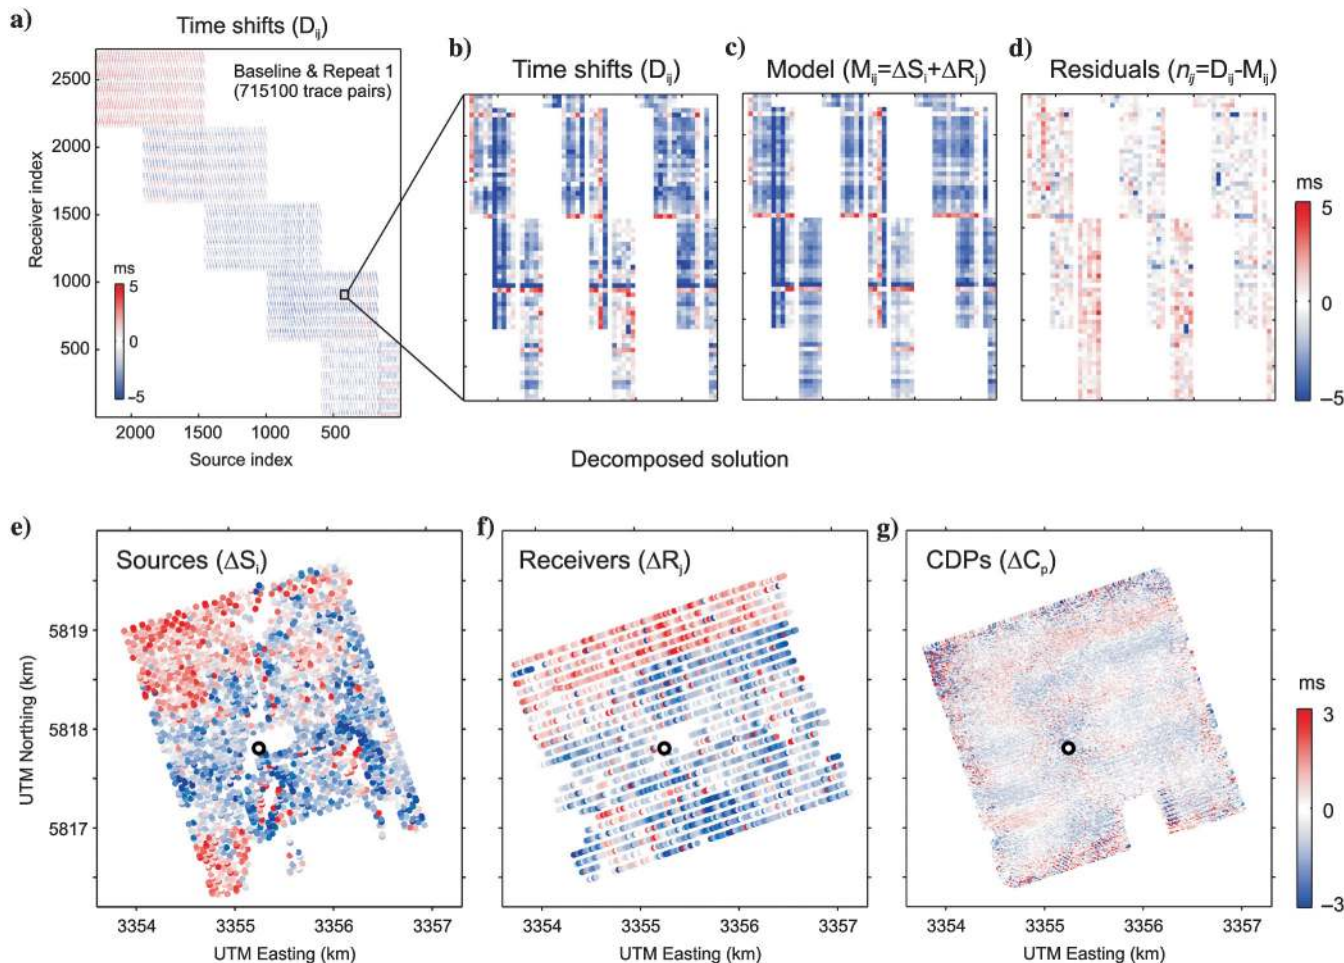 a)
Time shifts (D_ij)
Baseline & Repeat 1
(715100 trace pairs)
Receiver index
2500
2000
1500
1000
500
ms
5
0
–5
2000 1500 1000 500
Source index
b)
Time shifts (D_ij)
c)
Model (M_ij=ΔS_i+ΔR_j)
d)
Residuals (n_ij=D_ij-M_ij)
ms
5
0
–5
Decomposed solution
e)
Sources (ΔS_i)
UTM Northing (km)
5819
5818
5817
3354 3355 3356 3357
UTM Easting (km)
f)
Receivers (ΔR_j)
3354 3355 3356 3357
UTM Easting (km)
g)
CDPs (ΔC_p)
3354 3355 3356 3357
UTM Easting (km)
ms
3
0
–3